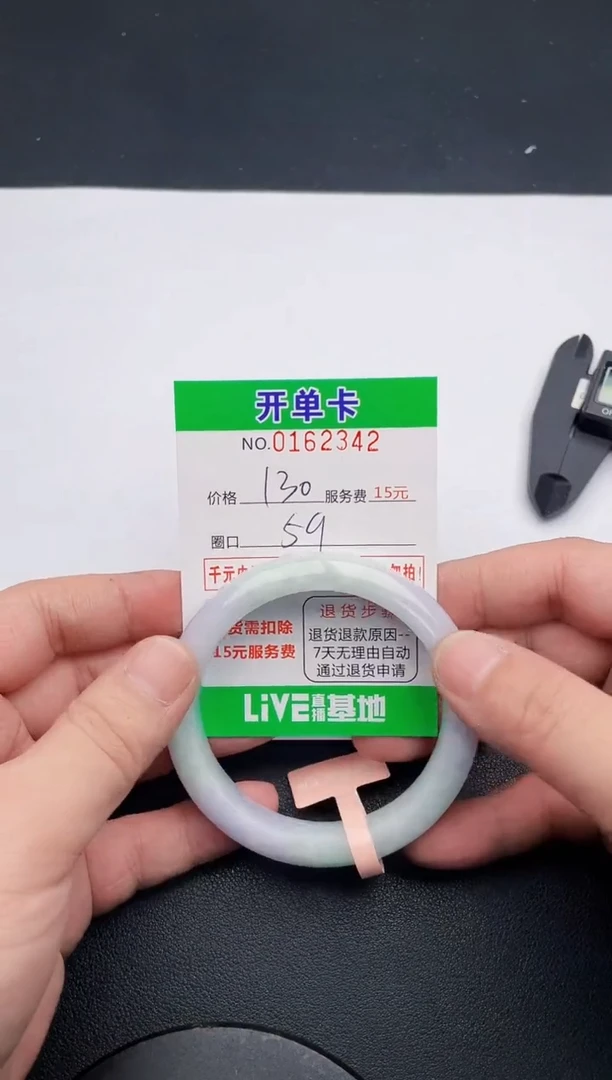 开单卡
NO.0162342
价格 130 服务费 15元
圈口 59
千元
拍!
退货步
货需扣除
15元服务费
退货退款原因--
7天无理由自动
通过退货申请
LIVE直播基地